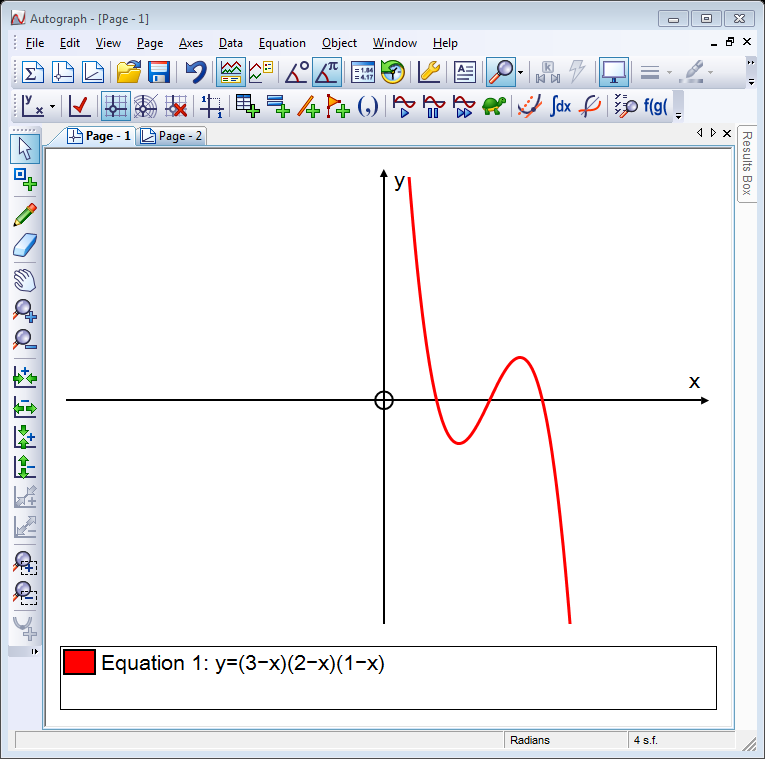 Autograph - [Page - 1]
File Edit View Page Axes Data Equation Object Window Help
Page - 1 Page - 2
Results Box
y
x
Equation 1: y=(3−x)(2−x)(1−x)
Radians 4 s.f.